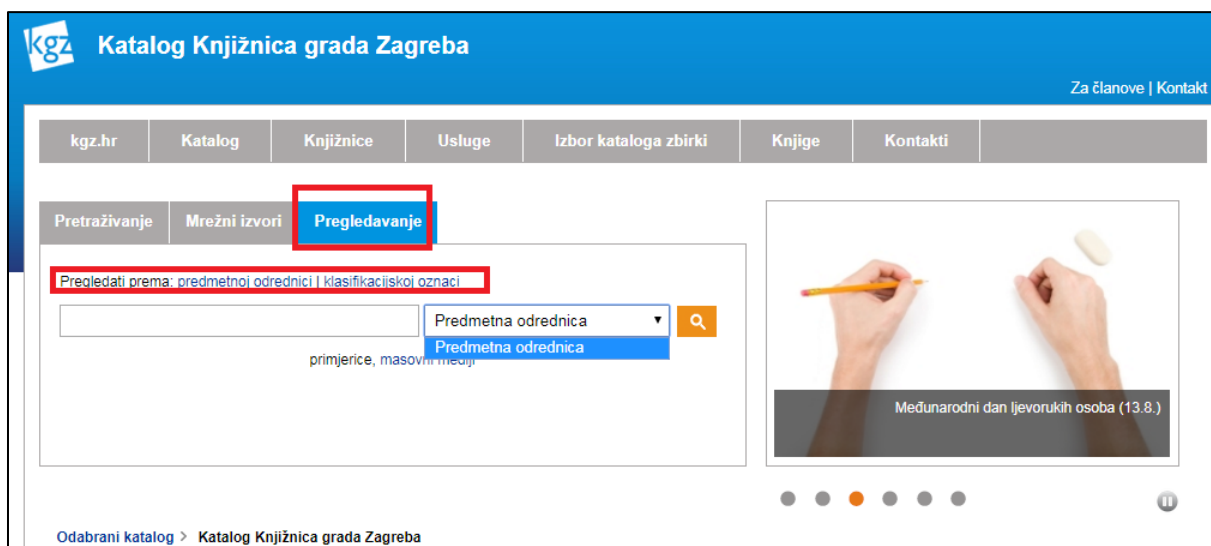 kgz Katalog Knjižnica grada Zagreba
Za članove | Kontakt
kgz.hr Katalog Knjižnice Usluge Izbor kataloga zbirki Knjige Kontakti
Pretraživanje Mrežni izvori Pregledavanje
Pregledati prema: predmetnoj odrednici | klasifikacijskoj oznaci
Predmetna odrednica
Predmetna odrednica
primjerice, masovni mediji
Međunarodni dan ljevorukih osoba (13.8.)
Odabrani katalog > Katalog Knjižnica grada Zagreba